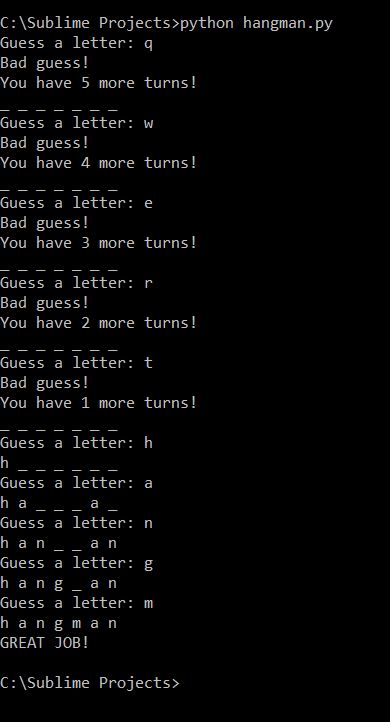 C:\Sublime Projects>python hangman.py
Guess a letter: q
Bad guess!
You have 5 more turns!
_ _ _ _ _ _ _
Guess a letter: w
Bad guess!
You have 4 more turns!
_ _ _ _ _ _ _
Guess a letter: e
Bad guess!
You have 3 more turns!
_ _ _ _ _ _ _
Guess a letter: r
Bad guess!
You have 2 more turns!
_ _ _ _ _ _ _
Guess a letter: t
Bad guess!
You have 1 more turns!
_ _ _ _ _ _ _
Guess a letter: h
h _ _ _ _ _ _
Guess a letter: a
h a _ _ _ a _
Guess a letter: n
h a n _ _ a n
Guess a letter: g
h a n g _ a n
Guess a letter: m
h a n g m a n
GREAT JOB!
C:\Sublime Projects>